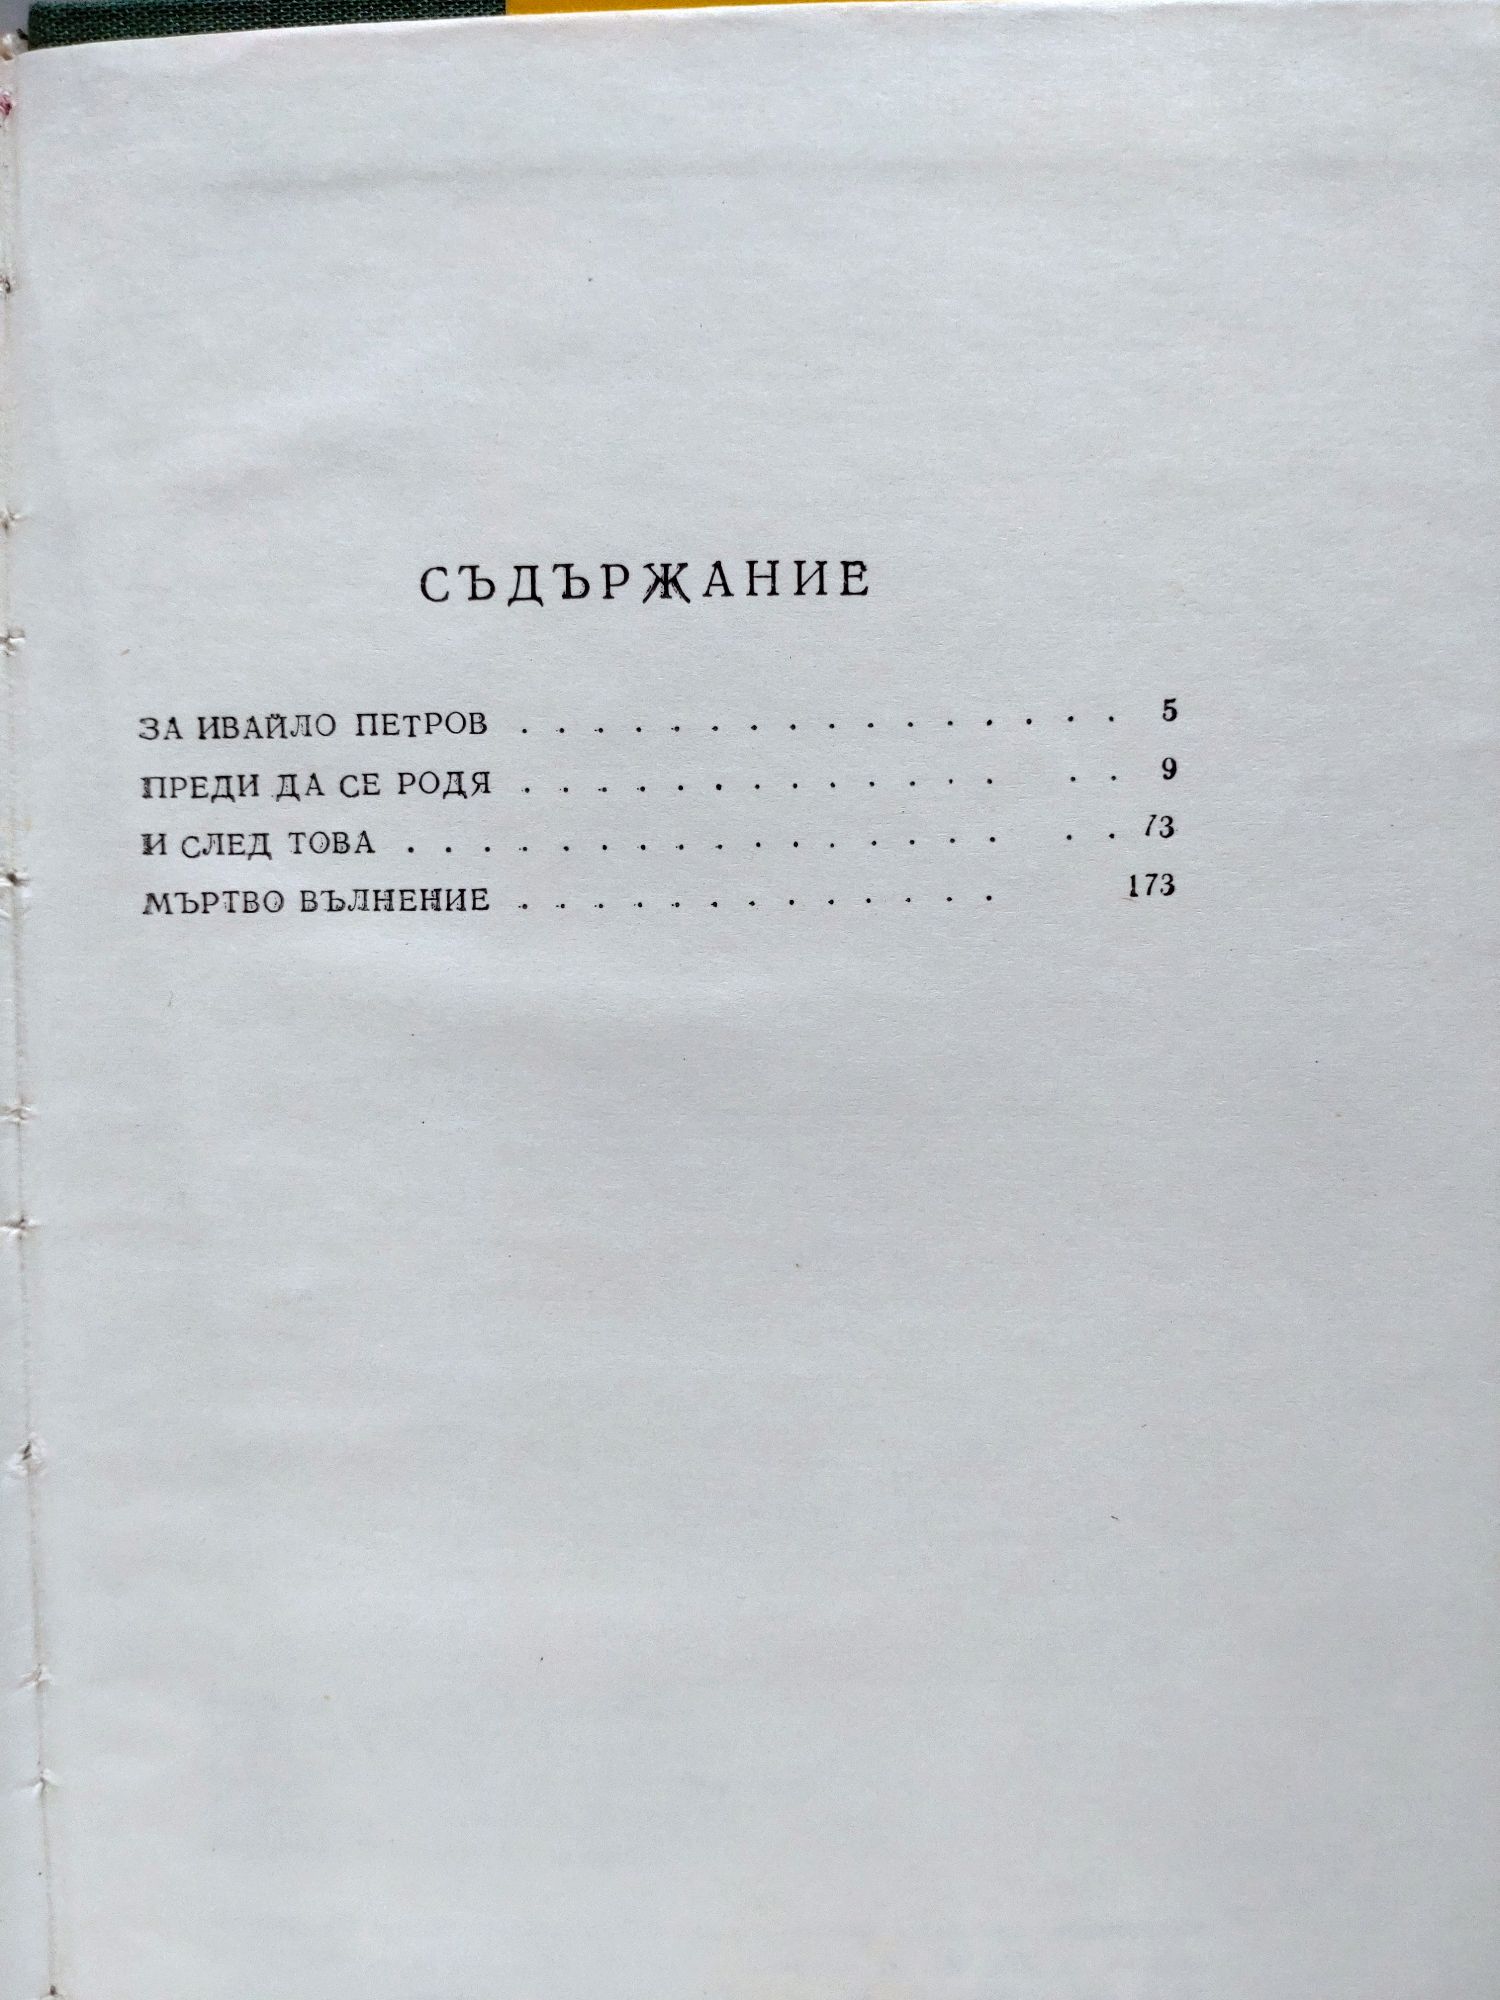 СЪДЪРЖАНИЕ
ЗА ИВАЙЛО ПЕТРОВ . . . . . . . . . . . . . . . . 5
ПРЕДИ ДА СЕ РОДЯ . . . . . . . . . . . . . . . 9
И СЛЕД ТОВА . . . . . . . . . . . . . . . . . . 73
МЪРТВО ВЪЛНЕНИЕ . . . . . . . . . . . . . 173